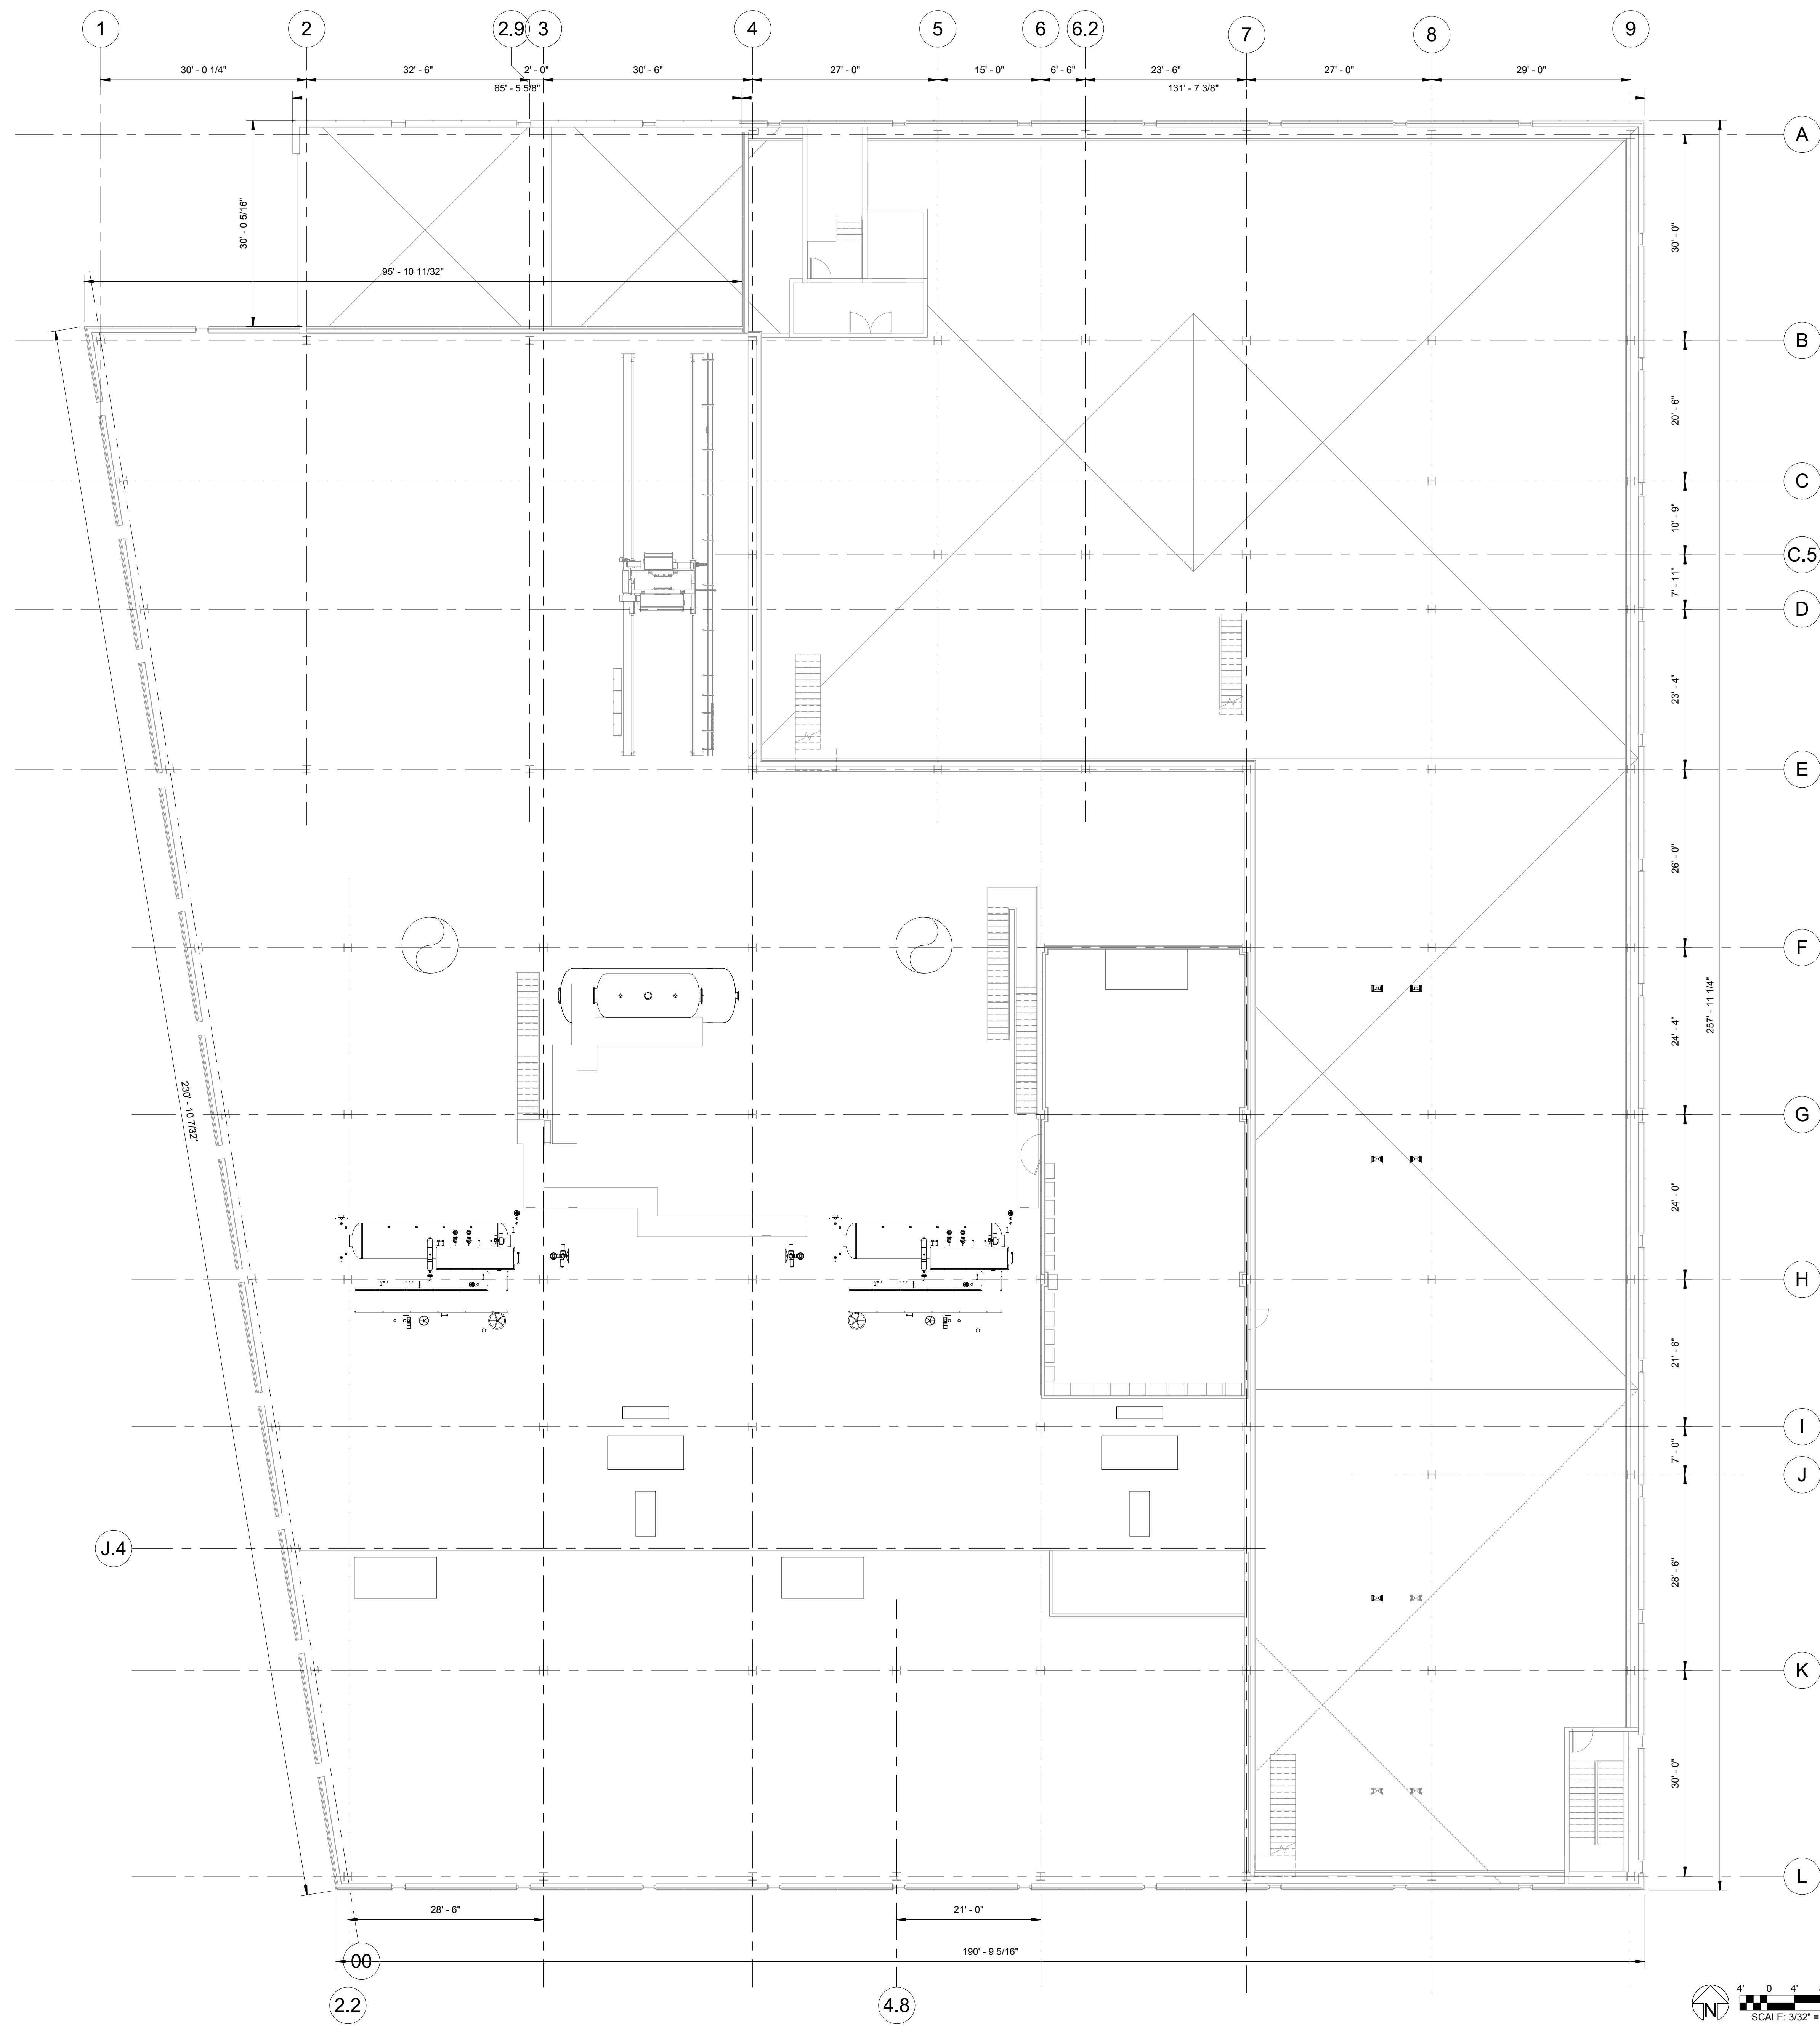 1 2 2.9 3 4 5 6 6.2 7 8 9
30' - 0 1/4" 32' - 6" 2' - 0" 30' - 6" 27' - 0" 15' - 0" 6' - 6" 23' - 6" 27' - 0" 29' - 0"
65' - 5 5/8" 131' - 7 3/8"
A
30' - 0 5/16"
30' - 0"
95' - 10 11/32"
B
20' - 6"
C
10' - 9"
C.5
7' - 11"
D
23' - 4"
E
26' - 0"
F
257' - 11 1/4"
24' - 4"
230' - 10 7/32"
G
24' - 0"
H
21' - 6"
I
7' - 0"
J
J.4
28' - 6"
K
30' - 0"
L
28' - 6" 21' - 0"
190' - 9 5/16"
00
2.2 4.8
N
4' 0 4'
SCALE: 3/32" =